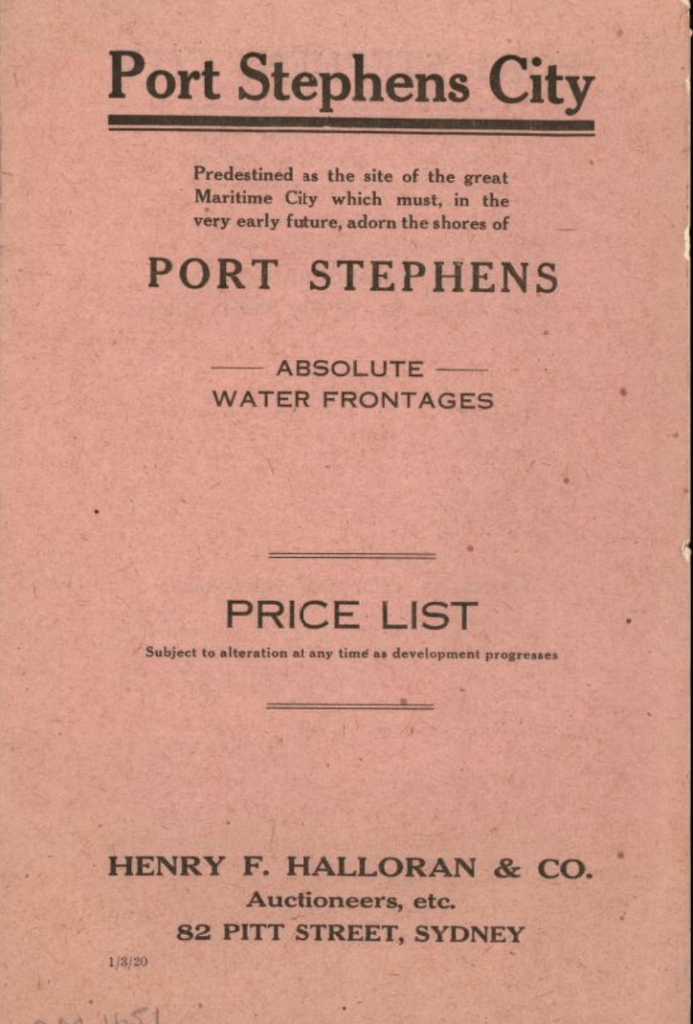 Port Stephens City
Predestined as the site of the great
Maritime City which must, in the
very early future, adorn the shores of
PORT STEPHENS
ABSOLUTE
WATER FRONTAGES
PRICE LIST
Subject to alteration at any time as development progresses
HENRY F. HALLORAN & CO.
Auctioneers, etc.
82 PITT STREET, SYDNEY
1/3/20